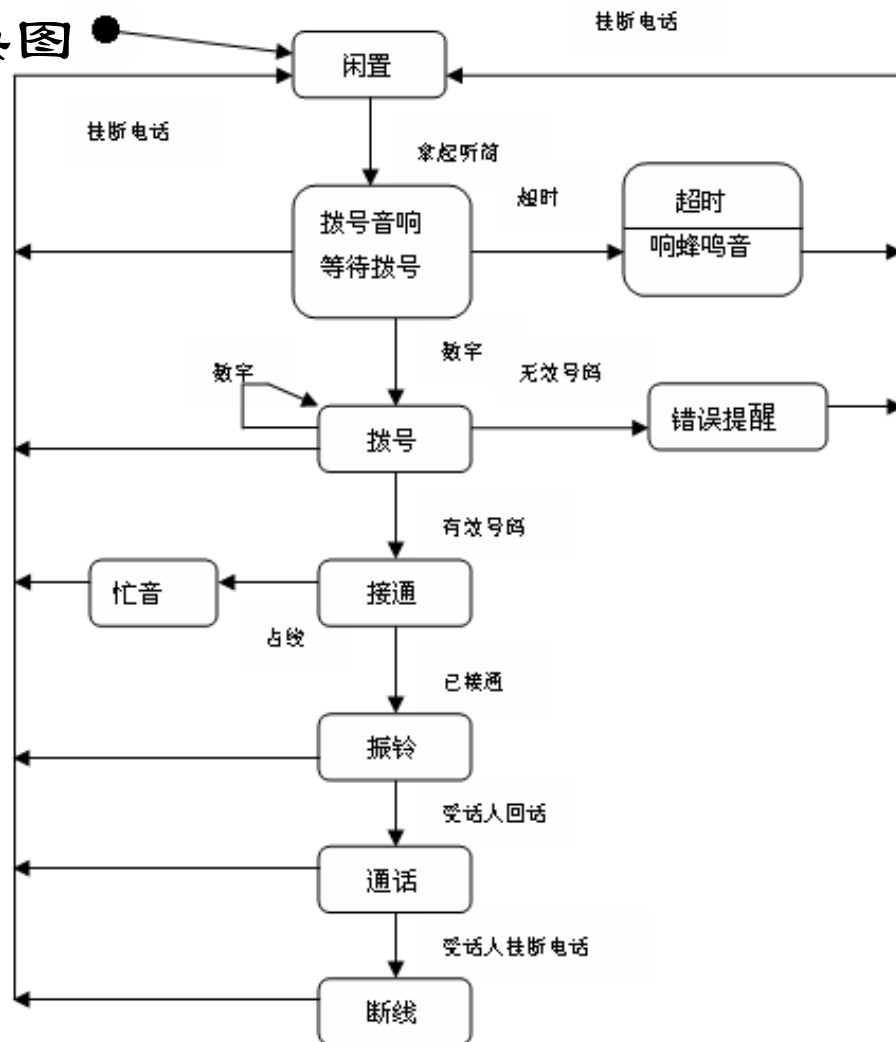 图
挂断电话
闲置
挂断电话
拿起听筒
超时
超时
拨号音响
响蜂鸣音
等待拨号
数字
数字
无效号码
错误提醒
拨号
有效号码
忙音
接通
占线
已接通
振铃
受话人回话
通话
受话人挂断电话
断线